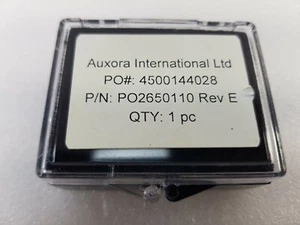 Auxora International Ltd
PO#: 4500144028
P/N: PO2650110 Rev E
QTY: 1 pc